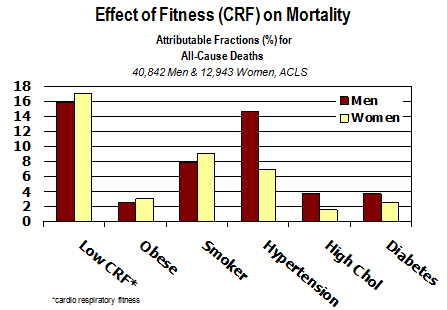 Effect of Fitness (CRF) on Mortality
Attributable Fractions (%) for
All-Cause Deaths
40,842 Men & 12,943 Women, ACLS
18
16
14
12
10
8
6
4
2
0
Men
Women
Low CRF*
Obese
Smoker
Hypertension
High Chol
Diabetes
*cardio respiratory fitness